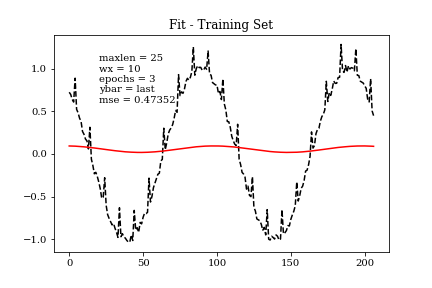 Fit - Training Set
maxlen = 25
wx = 10
epochs = 3
ybar = last
mse = 0.47352
1.0
0.5
0.0
−0.5
−1.0
0 50 100 150 200